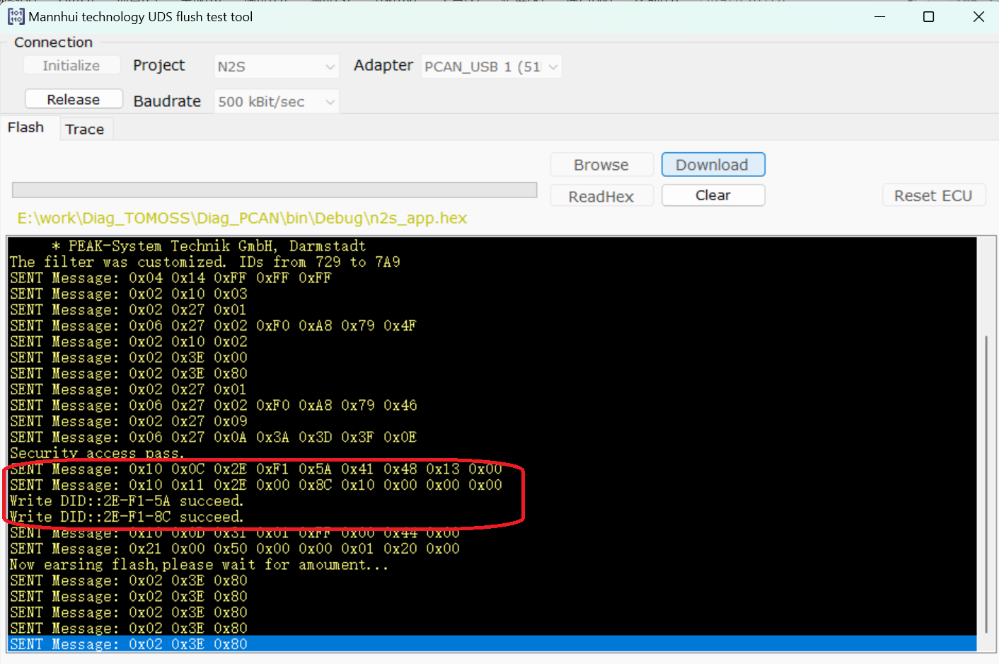 Mannhui technology UDS flush test tool
Connection
Initialize Project N2S Adapter PCAN_USB 1 (51
Release Baudrate 500 kBit/sec
Flash Trace
Browse Download
ReadHex Clear Reset ECU
E:\work\Diag_TOMOSS\Diag_PCAN\bin\Debug\n2s_app.hex
* PEAK-System Technik GmbH, Darmstadt
The filter was customized. IDs from 729 to 7A9
SENT Message: 0x04 0x14 0xFF 0xFF 0xFF
SENT Message: 0x02 0x10 0x03
SENT Message: 0x02 0x27 0x01
SENT Message: 0x06 0x27 0x02 0xF0 0xA8 0x79 0x4F
SENT Message: 0x02 0x10 0x02
SENT Message: 0x02 0x3E 0x00
SENT Message: 0x02 0x3E 0x80
SENT Message: 0x02 0x27 0x01
SENT Message: 0x06 0x27 0x02 0xF0 0xA8 0x79 0x46
SENT Message: 0x02 0x27 0x09
SENT Message: 0x06 0x27 0x0A 0x3A 0x3D 0x3F 0x0E
Security access pass.
SENT Message: 0x10 0x0C 0x2E 0xF1 0x5A 0x41 0x48 0x13 0x00
SENT Message: 0x10 0x11 0x2E 0x00 0x8C 0x10 0x00 0x00 0x00
Write DID::2E-F1-5A succeed.
Write DID::2E-F1-8C succeed.
SENT Message: 0x10 0x0D 0x31 0x01 0xFF 0x00 0x44 0x00
SENT Message: 0x21 0x00 0x50 0x00 0x00 0x01 0x20 0x00
Now earsing flash,please wait for amoument...
SENT Message: 0x02 0x3E 0x80
SENT Message: 0x02 0x3E 0x80
SENT Message: 0x02 0x3E 0x80
SENT Message: 0x02 0x3E 0x80
SENT Message: 0x02 0x3E 0x80